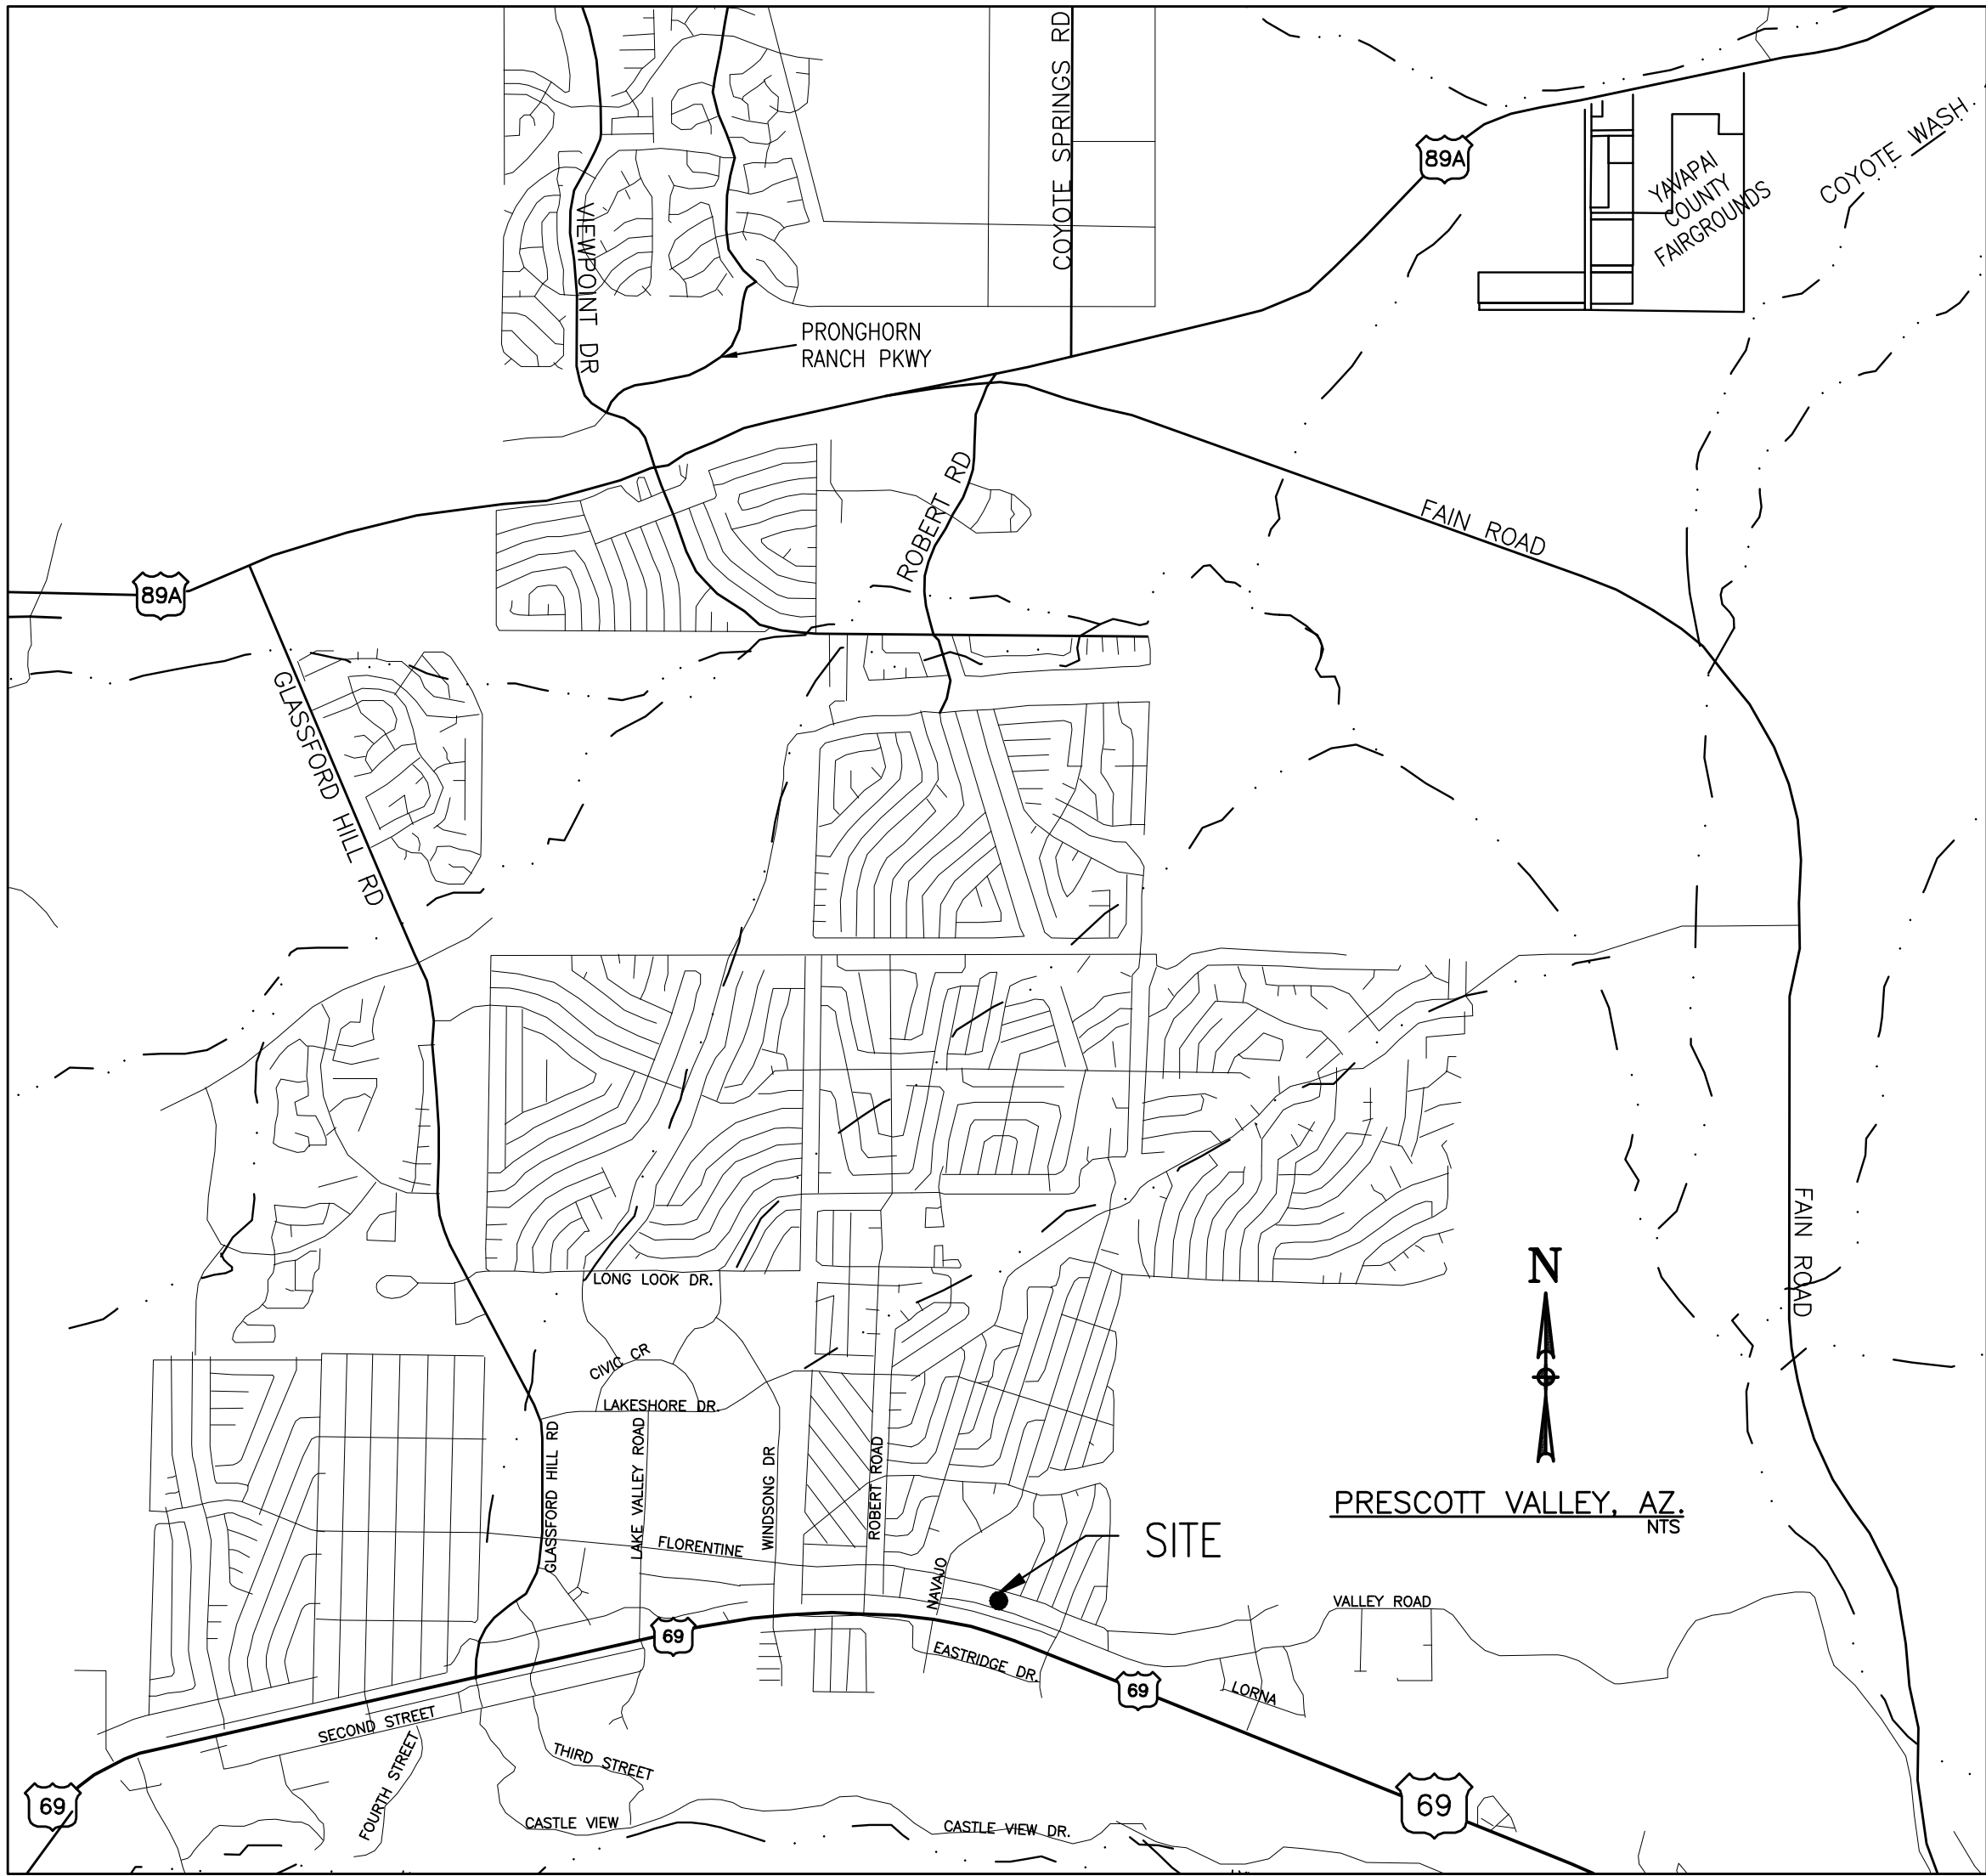 COYOTE SPRINGS RD
89A
YAVAPAI
COUNTY
FAIRGROUNDS
COYOTE WASH
VIEWPOINT DR
PRONGHORN
RANCH PKWY
ROBERT RD
FAIN ROAD
89A
GLASSFORD HILL RD
FAIN ROAD
N
LONG LOOK DR.
CIVIC CR
LAKESHORE DR.
GLASSFORD HILL RD
LAKE VALLEY ROAD
WINDSONG DR
ROBERT ROAD
PRESCOTT VALLEY, AZ.
NTS
SITE
FLORENTINE
NAVAJO
VALLEY ROAD
69
EASTRIDGE DR.
69
LORNA
SECOND STREET
FOURTH STREET
THIRD STREET
69
69
CASTLE VIEW
CASTLE VIEW DR.